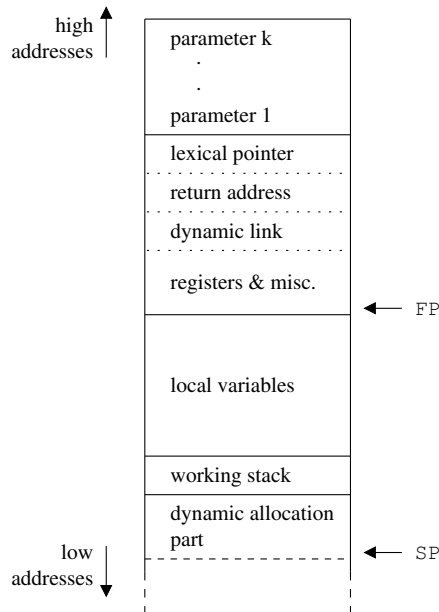 high
addresses
parameter k
.
.
parameter 1
lexical pointer
return address
dynamic link
registers & misc.
FP
local variables
working stack
dynamic allocation
part
SP
low
addresses